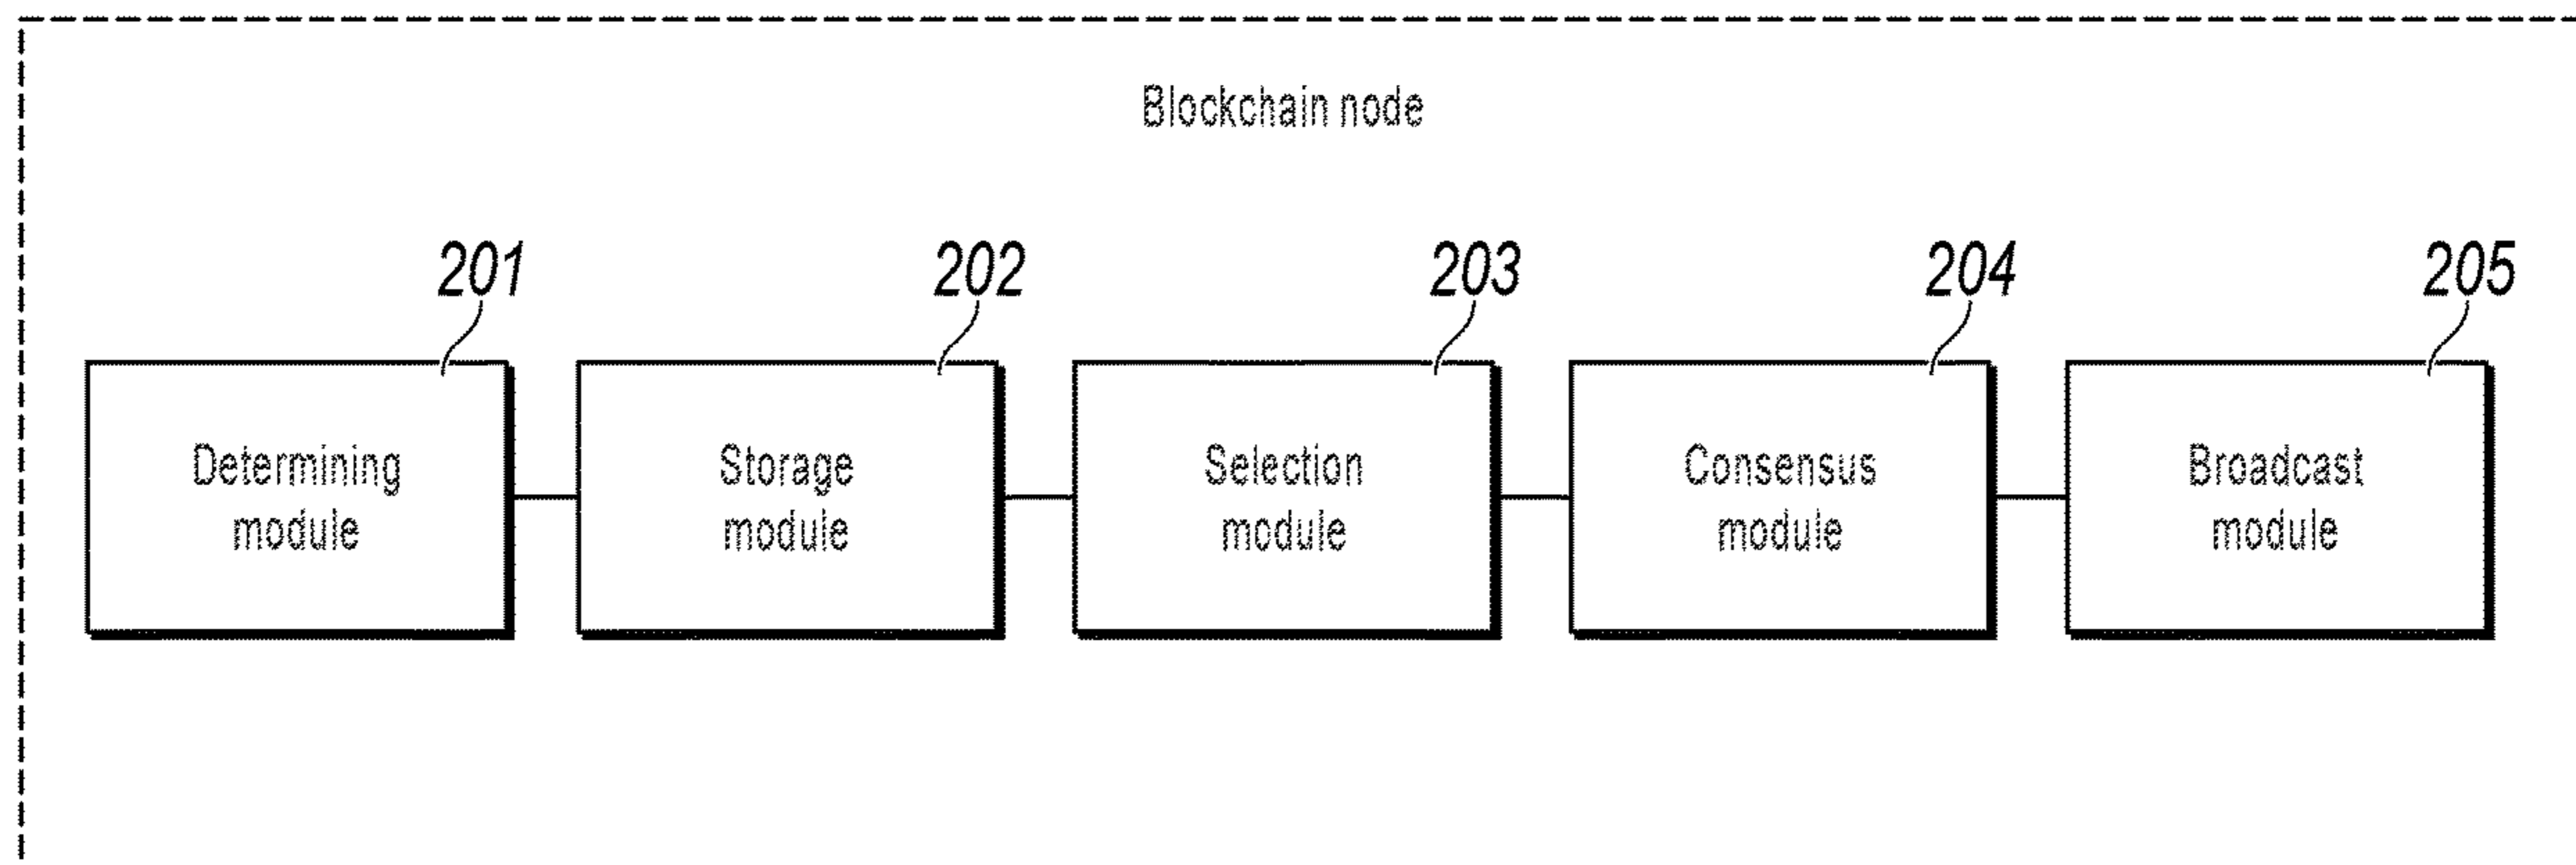 Blockchain node
201 202 203 204 205
Determining
module
Storage
module
Selection
module
Consensus
module
Broadcast
module